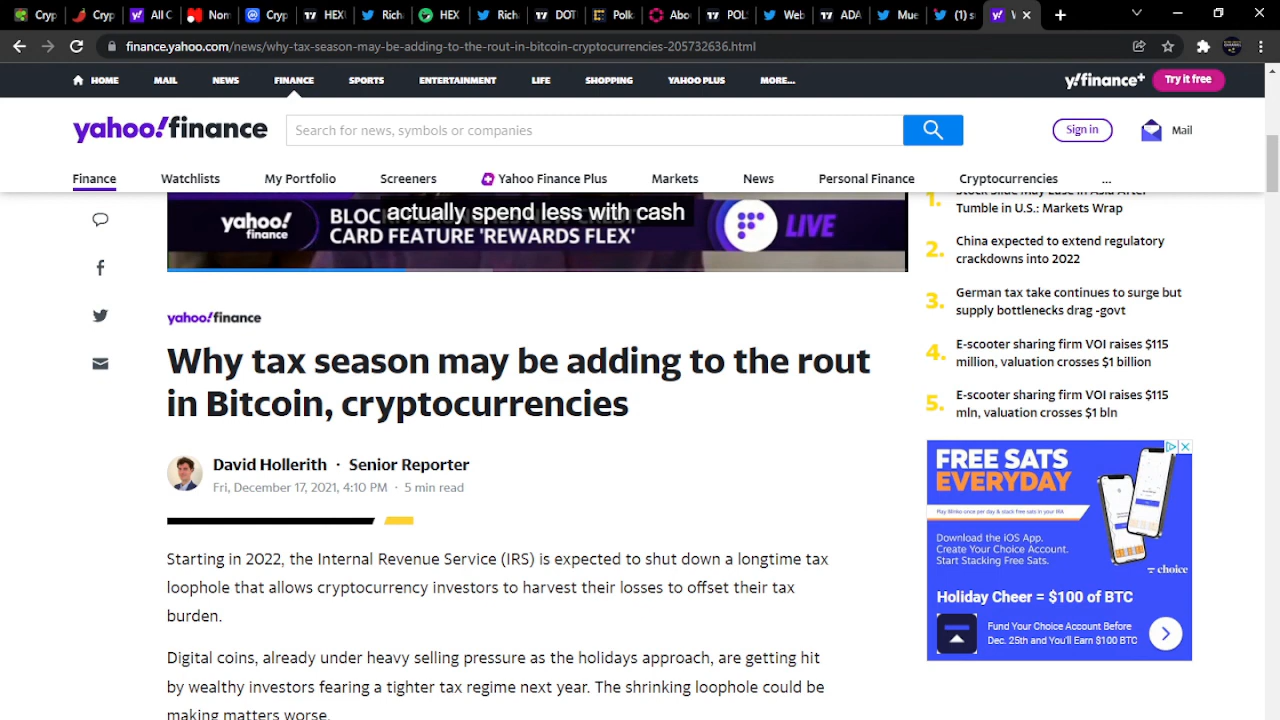 Cryp
Cryp
All C
Nom
Cryp
HEX
Rich
HEX
Rich
DOT
Polk
Abo
POL
Web
ADA
Mue
(1) s
finance.yahoo.com/news/why-tax-season-may-be-adding-to-the-rout-in-bitcoin-cryptocurrencies-205732636.html
HOME MAIL NEWS FINANCE SPORTS ENTERTAINMENT LIFE SHOPPING YAHOO PLUS MORE...
y!finance+ Try it free
yahoo!finance
Search for news, symbols or companies
Sign in
Mail
Finance Watchlists My Portfolio Screeners Yahoo Finance Plus Markets News Personal Finance Cryptocurrencies ...
yahoo!
finance
actually spend less with cash
CARD FEATURE 'REWARDS FLEX'
LIVE
yahoo!finance
Why tax season may be adding to the rout
in Bitcoin, cryptocurrencies
David Hollerith · Senior Reporter
Fri, December 17, 2021, 4:10 PM · 5 min read
Starting in 2022, the Internal Revenue Service (IRS) is expected to shut down a longtime tax
loophole that allows cryptocurrency investors to harvest their losses to offset their tax
burden.
Digital coins, already under heavy selling pressure as the holidays approach, are getting hit
by wealthy investors fearing a tighter tax regime next year. The shrinking loophole could be
making matters worse.
1. Stock Slide May Ease in Asia After
Tumble in U.S.: Markets Wrap
2. China expected to extend regulatory
crackdowns into 2022
3. German tax take continues to surge but
supply bottlenecks drag -govt
4. E-scooter sharing firm VOI raises $115
million, valuation crosses $1 billion
5. E-scooter sharing firm VOI raises $115
mln, valuation crosses $1 bln
FREE SATS
EVERYDAY
Play Winko once per day & stack free sats in your IRA
Download the iOS App.
Create Your Choice Account.
Start Stacking Free Sats.
choice
Holiday Cheer = $100 of BTC
Fund Your Choice Account Before
Dec. 25th and You'll Earn $100 BTC